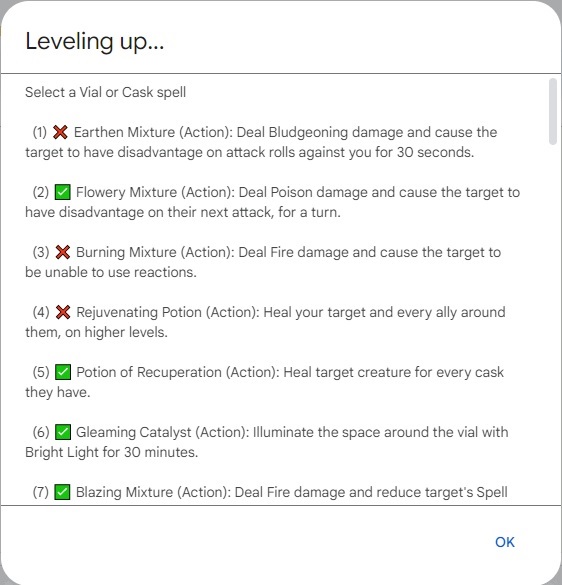 Leveling up...
Select a Vial or Cask spell
(1) ❌ Earthen Mixture (Action): Deal Bludgeoning damage and cause the
target to have disadvantage on attack rolls against you for 30 seconds.
(2) ✅ Flowery Mixture (Action): Deal Poison damage and cause the target to
have disadvantage on their next attack, for a turn.
(3) ❌ Burning Mixture (Action): Deal Fire damage and cause the target to
be unable to use reactions.
(4) ❌ Rejuvenating Potion (Action): Heal your target and every ally around
them, on higher levels.
(5) ✅ Potion of Recuperation (Action): Heal target creature for every cask
they have.
(6) ✅ Gleaming Catalyst (Action): Illuminate the space around the vial with
Bright Light for 30 minutes.
(7) ✅ Blazing Mixture (Action): Deal Fire damage and reduce target's Spell
OK